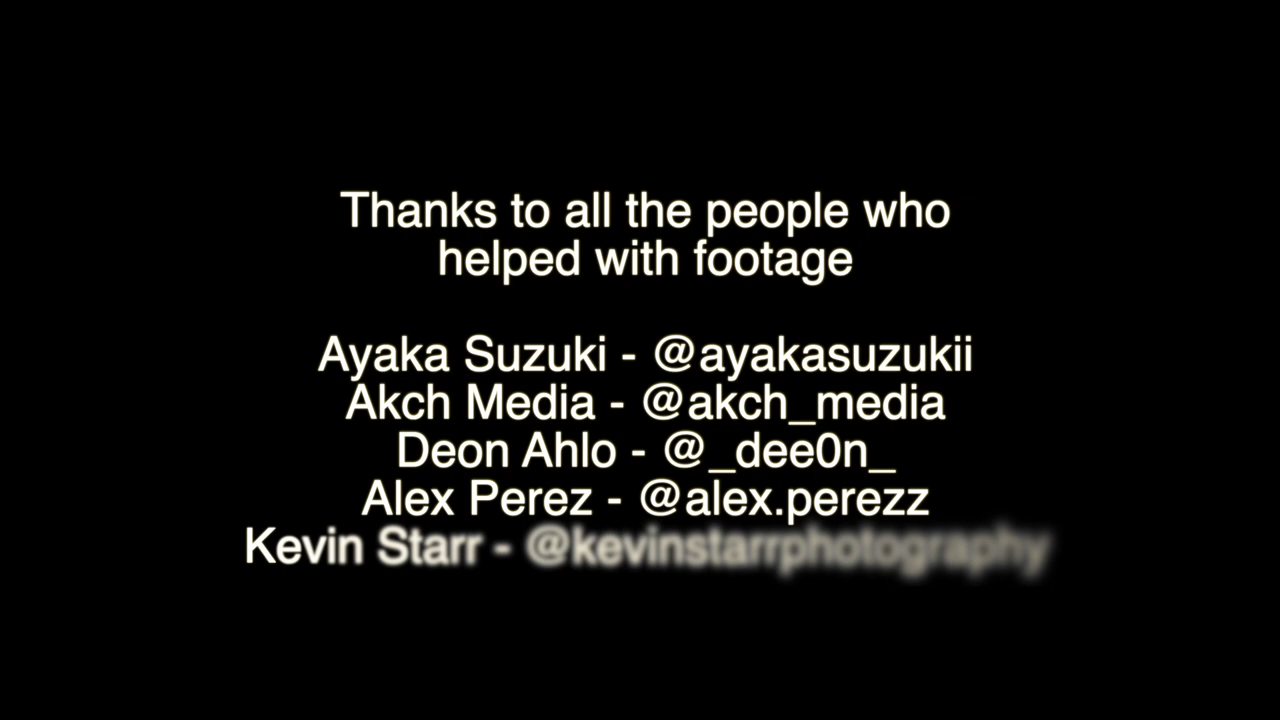 Thanks to all the people who
helped with footage
Ayaka Suzuki - @ayakasuzukii
Akch Media - @akch_media
Deon Ahlo - @_dee0n_
Alex Perez - @alex.perezz
Kevin Starr - @kevinstarrphotography